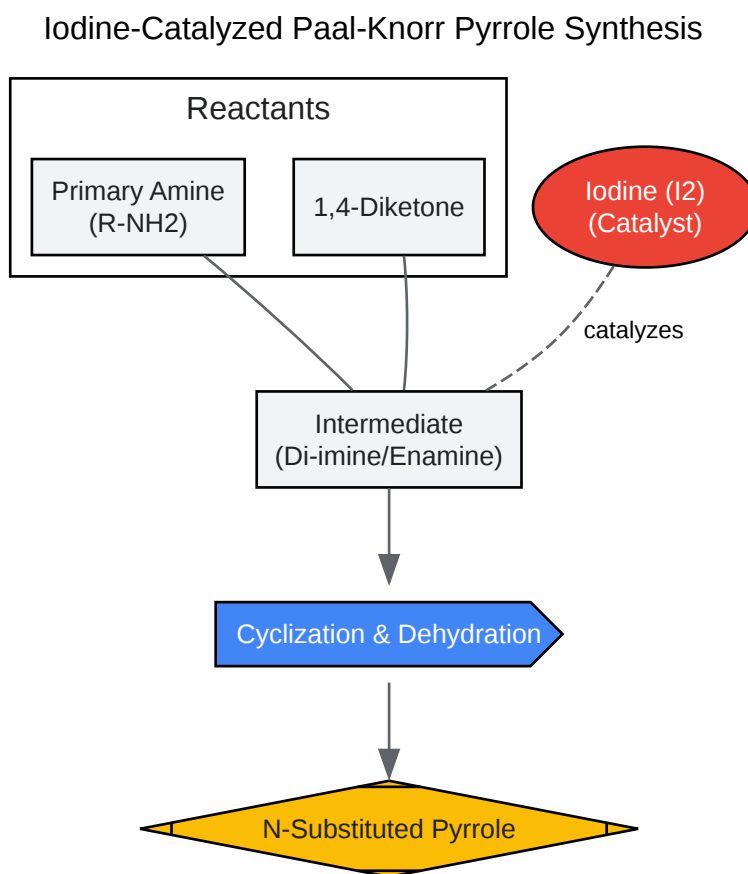 Iodine-Catalyzed Paal-Knorr Pyrrole Synthesis
Reactants
Primary Amine
(R-NH2)
1,4-Diketone
Iodine (I2)
(Catalyst)
catalyzes
Intermediate
(Di-imine/Enamine)
Cyclization & Dehydration
N-Substituted Pyrrole